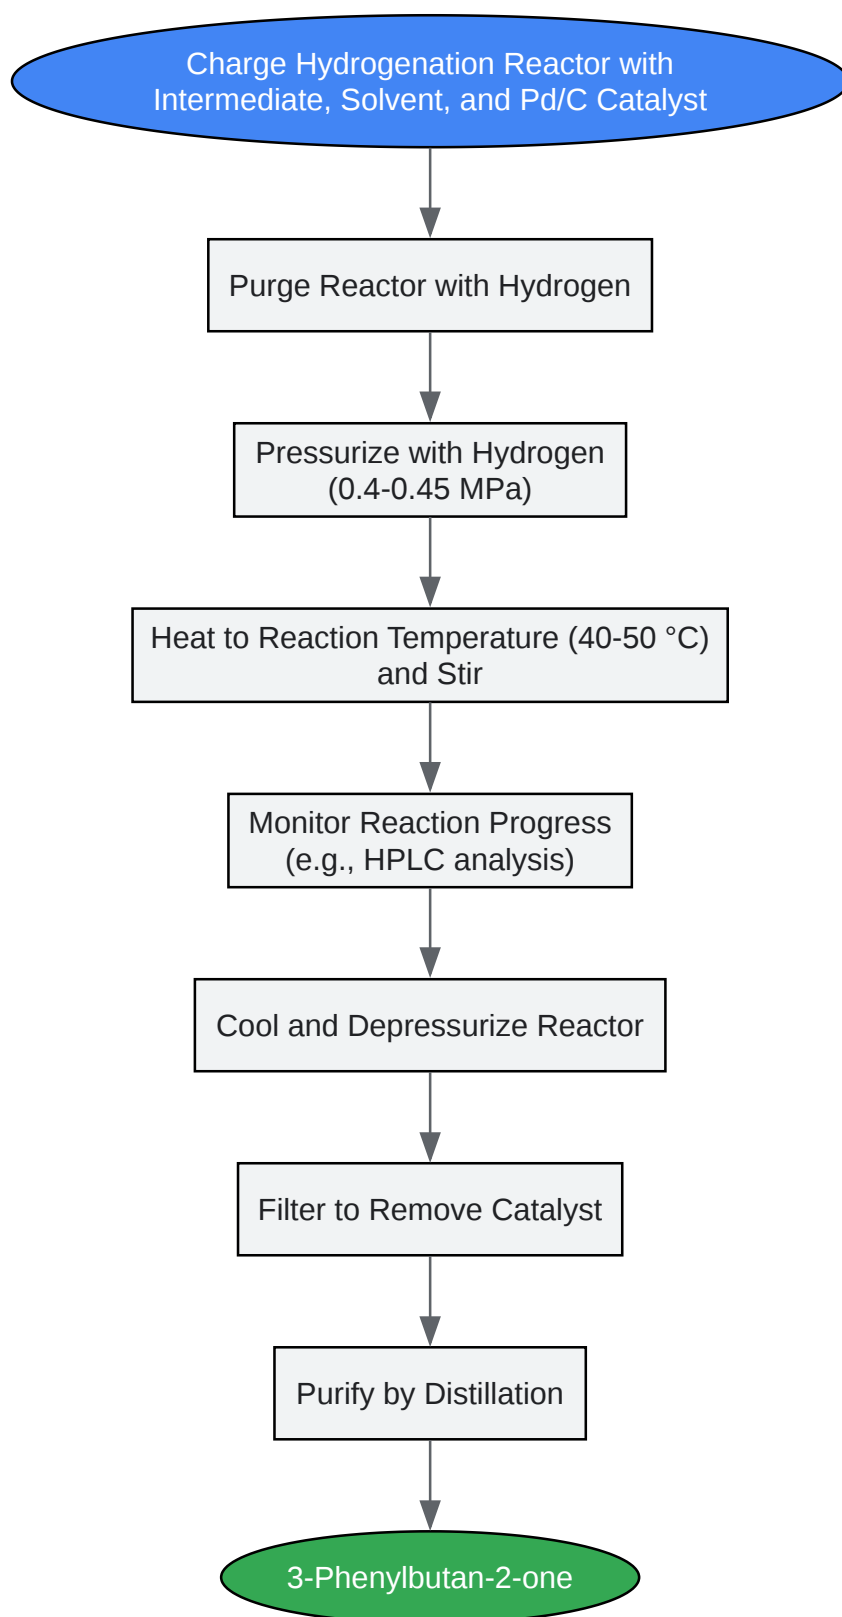 Charge Hydrogenation Reactor with
Intermediate, Solvent, and Pd/C Catalyst
Purge Reactor with Hydrogen
Pressurize with Hydrogen
(0.4-0.45 MPa)
Heat to Reaction Temperature (40-50 °C)
and Stir
Monitor Reaction Progress
(e.g., HPLC analysis)
Cool and Depressurize Reactor
Filter to Remove Catalyst
Purify by Distillation
3-Phenylbutan-2-one